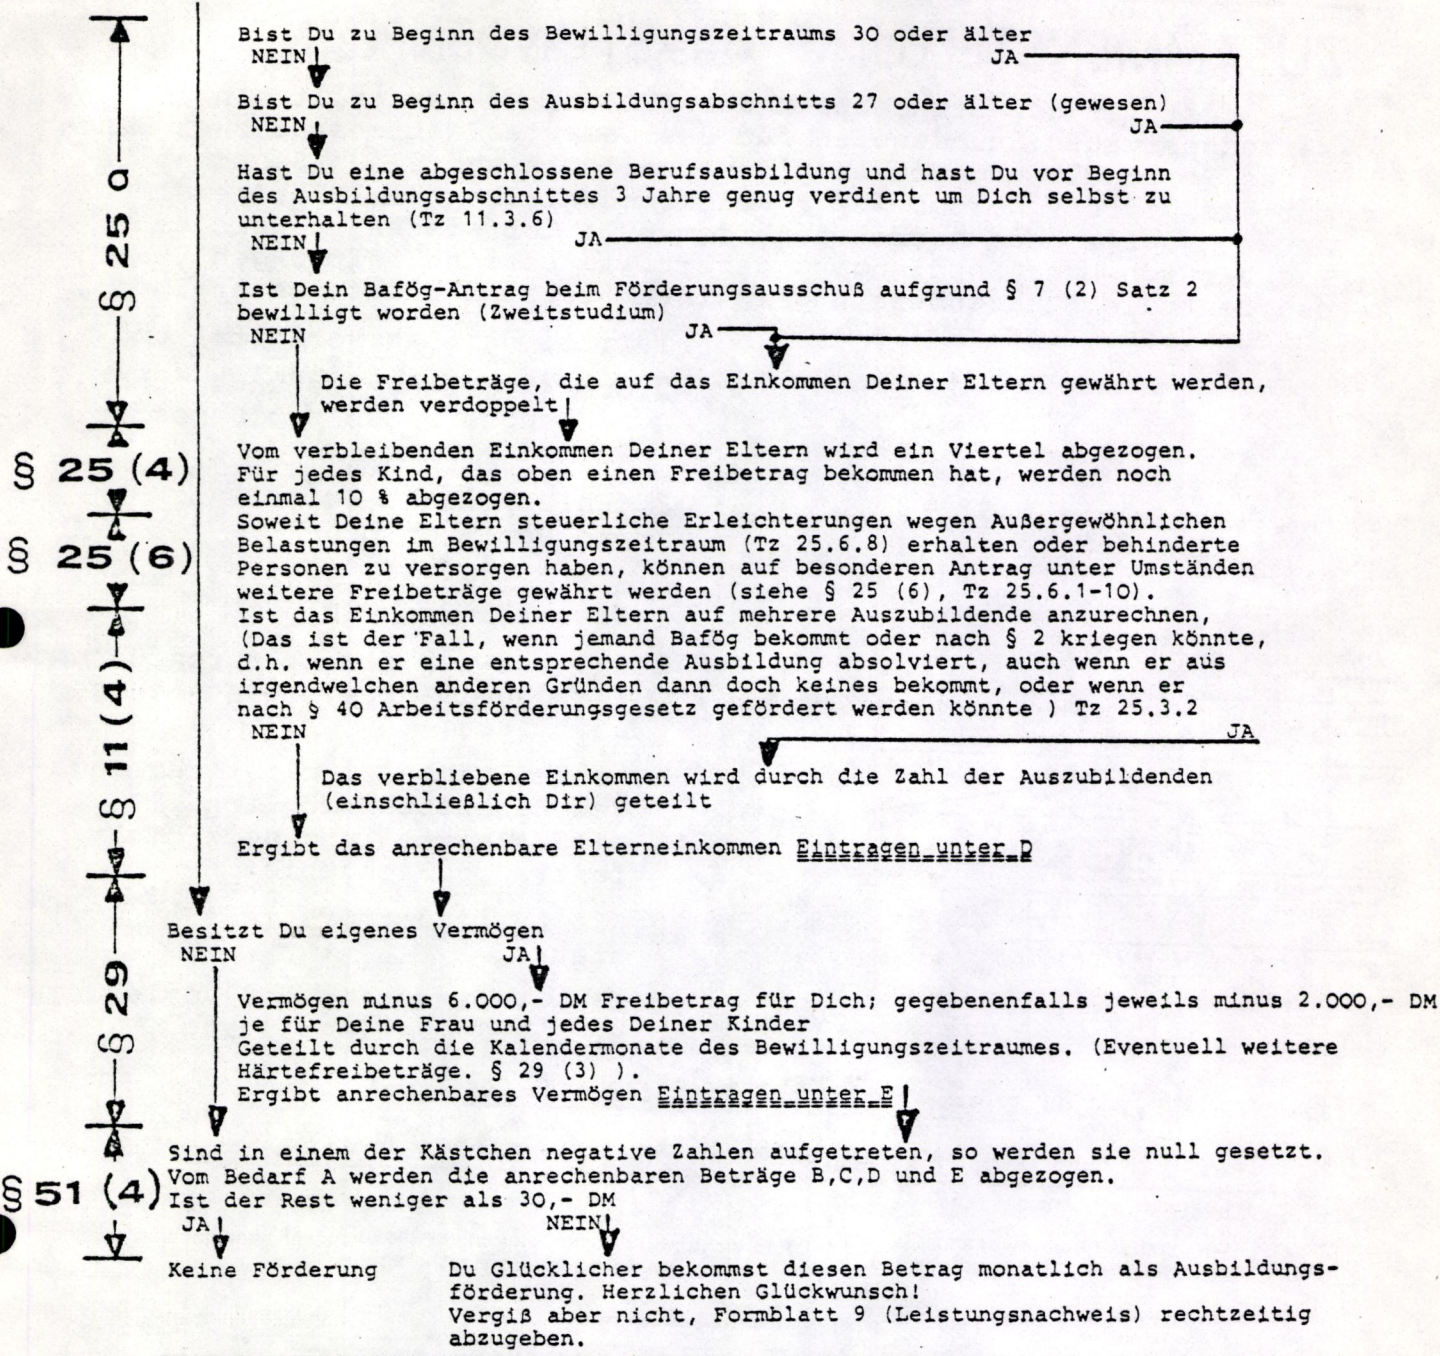 Bist Du zu Beginn des Bewilligungszeitraums 30 oder älter
NEIN JA
Bist Du zu Beginn des Ausbildungsabschnitts 27 oder älter (gewesen)
NEIN JA
Hast Du eine abgeschlossene Berufsausbildung und hast Du vor Beginn
des Ausbildungsabschnittes 3 Jahre genug verdient um Dich selbst zu
unterhalten (Tz 11.3.6)
NEIN JA
§ 25 a
Ist Dein Bafög-Antrag beim Förderungsausschuß aufgrund § 7 (2) Satz 2
bewilligt worden (Zweitstudium)
NEIN JA
Die Freibeträge, die auf das Einkommen Deiner Eltern gewährt werden,
werden verdoppelt
Vom verbleibenden Einkommen Deiner Eltern wird ein Viertel abgezogen.
§ 25 (4)
Für jedes Kind, das oben einen Freibetrag bekommen hat, werden noch
einmal 10 % abgezogen.
Soweit Deine Eltern steuerliche Erleichterungen wegen Außergewöhnlichen
§ 25 (6)
Belastungen im Bewilligungszeitraum (Tz 25.6.8) erhalten oder behinderte
Personen zu versorgen haben, können auf besonderen Antrag unter Umständen
weitere Freibeträge gewährt werden (siehe § 25 (6), Tz 25.6.1-10).
Ist das Einkommen Deiner Eltern auf mehrere Auszubildende anzurechnen,
(Das ist der Fall, wenn jemand Bafög bekommt oder nach § 2 kriegen könnte,
d.h. wenn er eine entsprechende Ausbildung absolviert, auch wenn er aus
irgendwelchen anderen Gründen dann doch keines bekommt, oder wenn er
nach § 40 Arbeitsförderungsgesetz gefördert werden könnte ) Tz 25.3.2
NEIN JA
§ 11 (4)
Das verbliebene Einkommen wird durch die Zahl der Auszubildenden
(einschließlich Dir) geteilt
Ergibt das anrechenbare Elterneinkommen Eintragen unter D
Besitzt Du eigenes Vermögen
NEIN JA
§ 29
Vermögen minus 6.000,- DM Freibetrag für Dich; gegebenenfalls jeweils minus 2.000,- DM
je für Deine Frau und jedes Deiner Kinder
Geteilt durch die Kalendermonate des Bewilligungszeitraumes. (Eventuell weitere
Härtefreibeträge. § 29 (3) ).
Ergibt anrechenbares Vermögen Eintragen unter E
Sind in einem der Kästchen negative Zahlen aufgetreten, so werden sie null gesetzt.
Vom Bedarf A werden die anrechenbaren Beträge B,C,D und E abgezogen.
§ 51 (4)
Ist der Rest weniger als 30,- DM
JA NEIN
Keine Förderung
Du Glücklicher bekommst diesen Betrag monatlich als Ausbildungs-
förderung. Herzlichen Glückwunsch!
Vergiß aber nicht, Formblatt 9 (Leistungsnachweis) rechtzeitig
abzugeben.